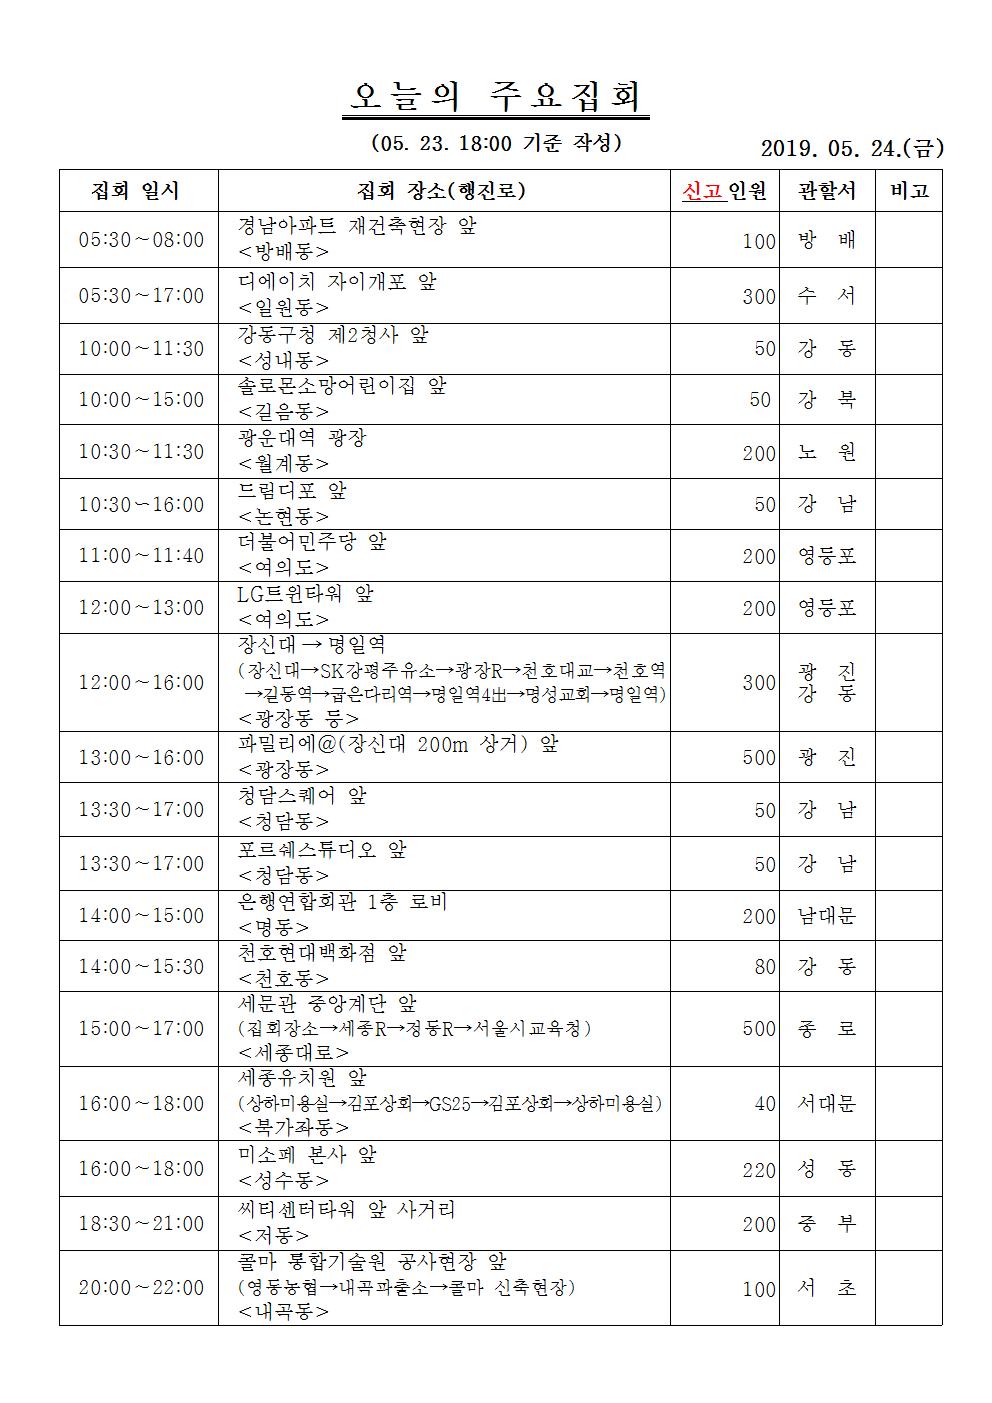 오늘의 주요집회
(05. 23. 18:00 기준 작성)
2019. 05. 24.(금)
집회 일시 집회 장소(행진로) 신고인원 관할서 비고
05:30~08:00 경남아파트 재건축현장 앞 100 방 배
<방배동>
05:30~17:00 디에이치 자이개포 앞 300 수 서
<일원동>
10:00~11:30 강동구청 제2청사 앞 50 강 동
<성내동>
10:00~15:00 솔로몬소망어린이집 앞 50 강 북
<길음동>
10:30~11:30 광운대역 광장 200 노 원
<월계동>
10:30~16:00 드림디포 앞 50 강 남
<논현동>
11:00~11:40 더불어민주당 앞 200 영등포
<여의도>
12:00~13:00 LG트윈타워 앞 200 영등포
<여의도>
12:00~16:00 장신대→명일역 300 광 진
강 동
(장신대→SK강평주유소→광장R→천호대교→천호역
→길동역→굽은다리역→명일역4出→명성교회→명일역)
<광장동 등>
13:00~16:00 파밀리에@(장신대 200m 상거) 앞 500 광 진
<광장동>
13:30~17:00 청담스퀘어 앞 50 강 남
<청담동>
13:30~17:00 포르쉐스튜디오 앞 50 강 남
<청담동>
14:00~15:00 은행연합회관 1층 로비 200 남대문
<명동>
14:00~15:30 천호현대백화점 앞 80 강 동
<천호동>
15:00~17:00 세문관 중앙계단 앞 500 종 로
(집회장소→세종R→정동R→서울시교육청)
<세종대로>
16:00~18:00 세종유치원 앞 40 서대문
(상하미용실→김포상회→GS25→김포상회→상하미용실)
<북가좌동>
16:00~18:00 미소페 본사 앞 220 성 동
<성수동>
18:30~21:00 씨티센터타워 앞 사거리 200 중 부
<저동>
20:00~22:00 콜마 통합기술원 공사현장 앞 100 서 초
(영동농협→내곡파출소→콜마 신축현장)
<내곡동>